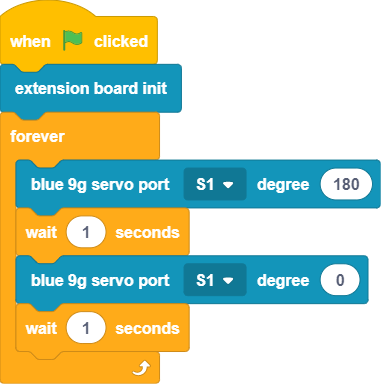 when clicked
extension board init
forever
blue 9g servo port S1 degree 180
wait 1 seconds
blue 9g servo port S1 degree 0
wait 1 seconds